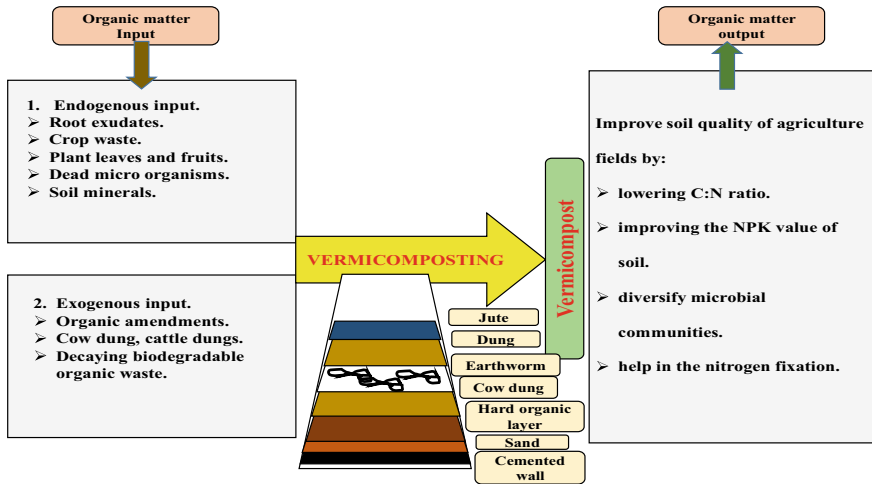 Organic matter
Input
1. Endogenous input.
➢ Root exudates.
➢ Crop waste.
➢ Plant leaves and fruits.
➢ Dead micro organisms.
➢ Soil minerals.
2. Exogenous input.
➢ Organic amendments.
➢ Cow dung, cattle dungs.
➢ Decaying biodegradable
organic waste.
VERMICOMPOSTING
Jute
Dung
Earthworm
Cow dung
Hard organic
layer
Sand
Cemented
wall
Vermicompost
Organic matter
output
Improve soil quality of agriculture
fields by:
➢ lowering C:N ratio.
➢ improving the NPK value of
soil.
➢ diversify microbial
communities.
➢ help in the nitrogen fixation.